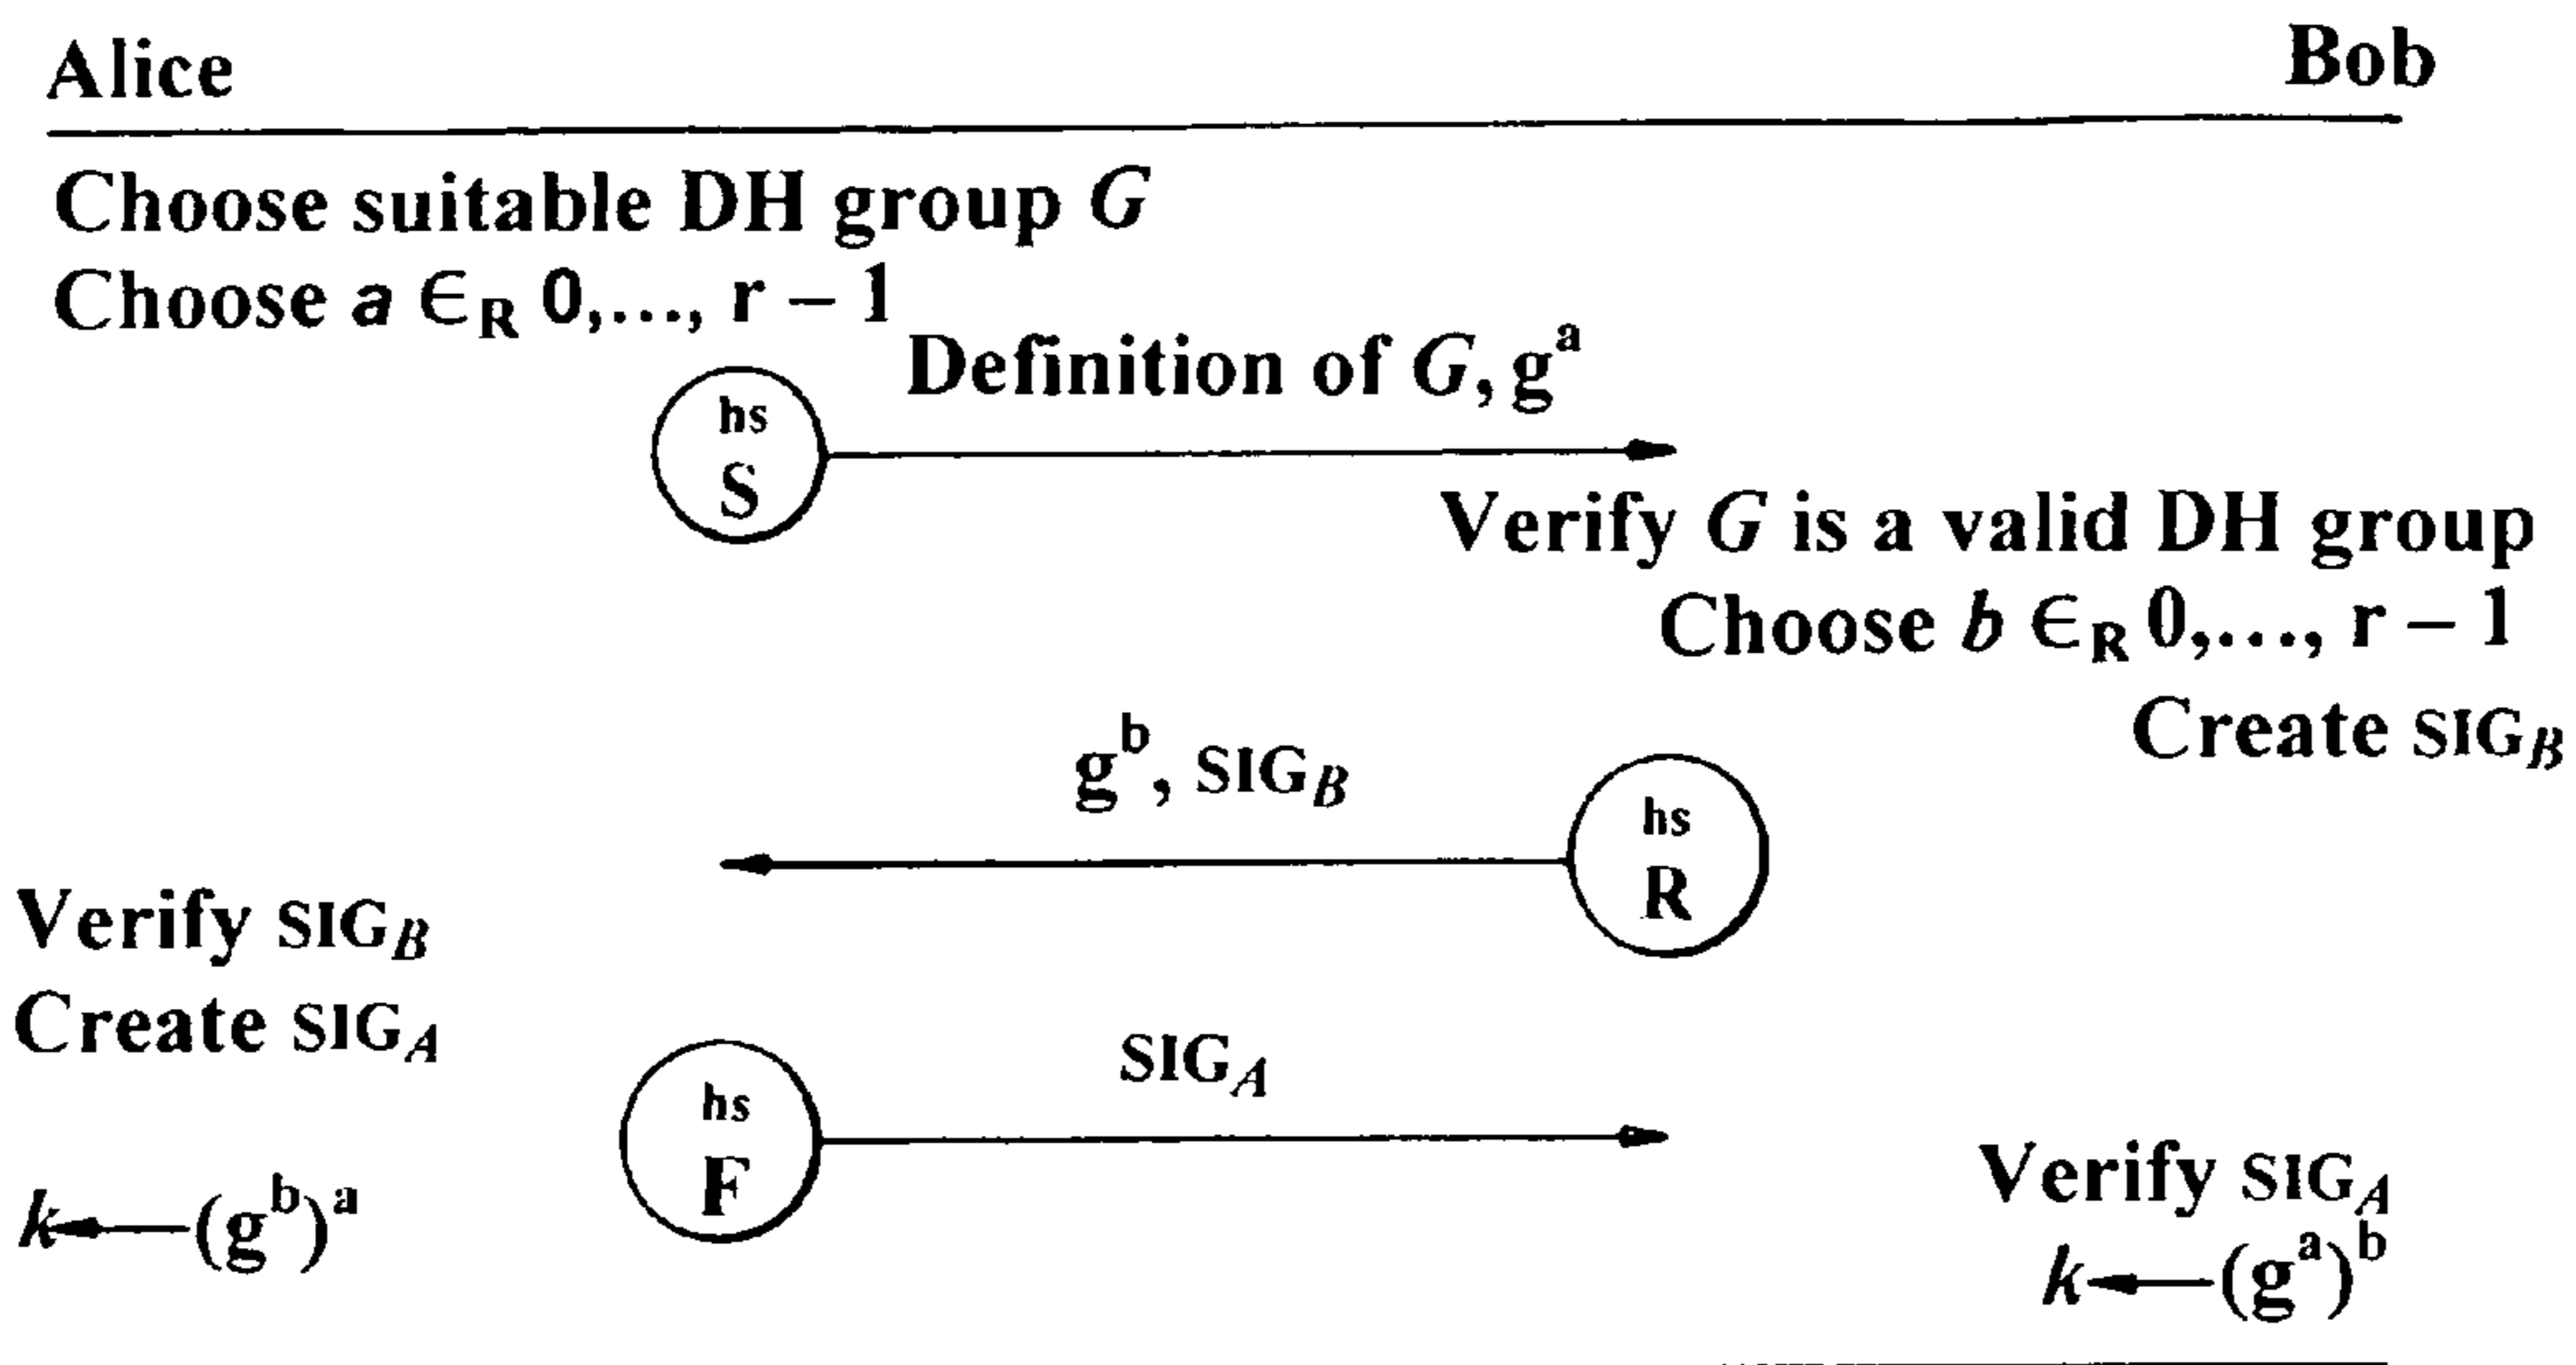 Alice Bob
Choose suitable DH group G
Choose a ∈R 0,..., r – 1
Definition of G, g^a
hs
S
Verify G is a valid DH group
Choose b ∈R 0,..., r – 1
Create SIG_B
g^b, SIG_B
hs
R
Verify SIG_B
Create SIG_A
SIG_A
hs
F
Verify SIG_A
k ← (g^b)^a
k ← (g^a)^b